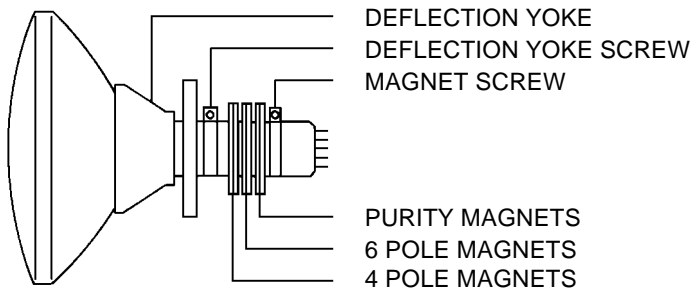 DEFLECTION YOKE
DEFLECTION YOKE SCREW
MAGNET SCREW
PURITY MAGNETS
6 POLE MAGNETS
4 POLE MAGNETS